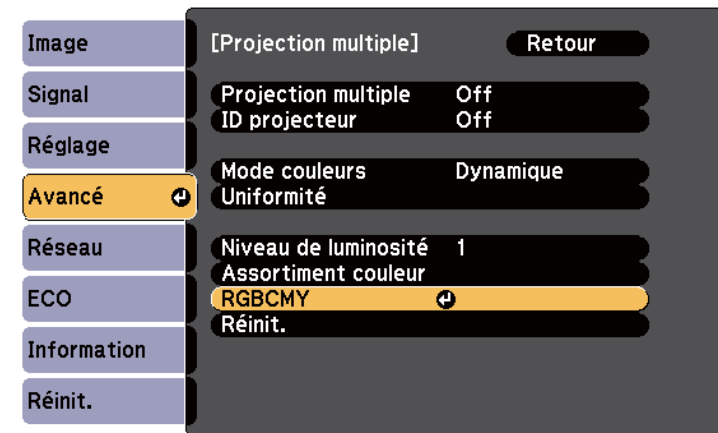 Image
Signal
Réglage
Avancé
Réseau
ECO
Information
Réinit.
[Projection multiple] Retour
Projection multiple Off
ID projecteur Off
Mode couleurs Dynamique
Uniformité
Niveau de luminosité 1
Assortiment couleur
RGBCMY
Réinit.